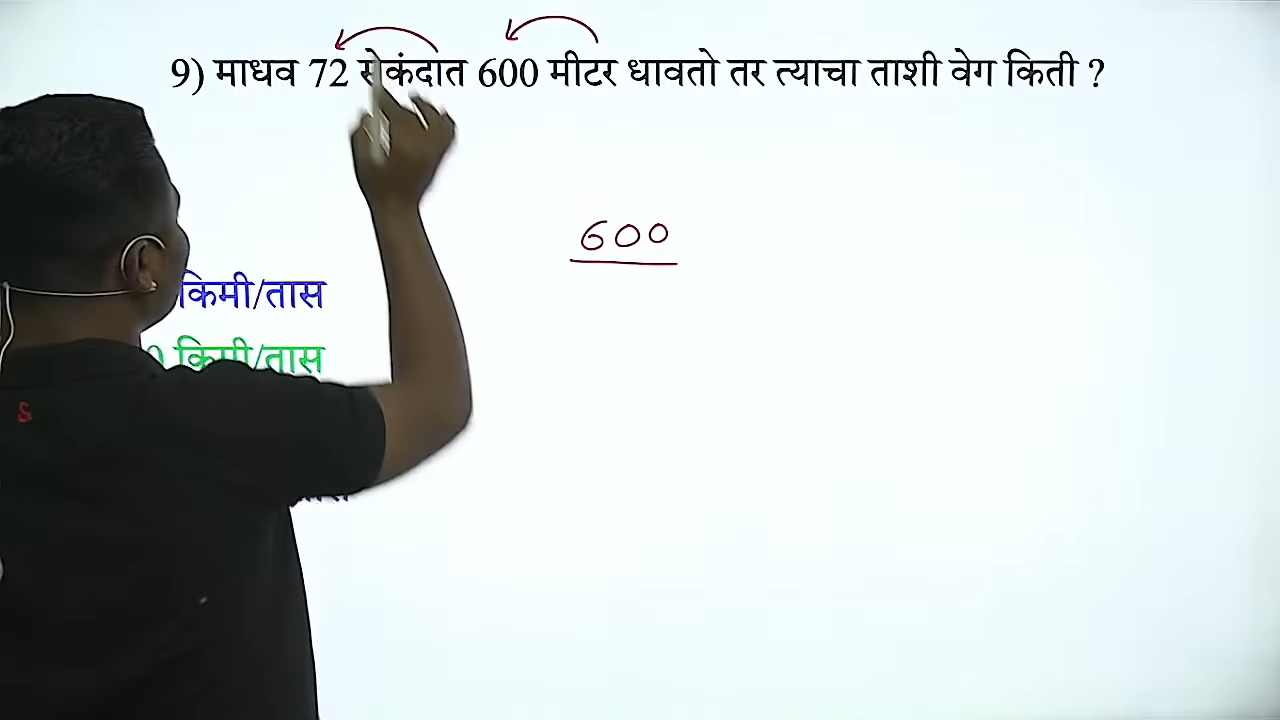 9) माधव 72 सेकंदात 600 मीटर धावतो तर त्याचा ताशी वेग किती ?
600
किमी/तास
किमी/तास
&